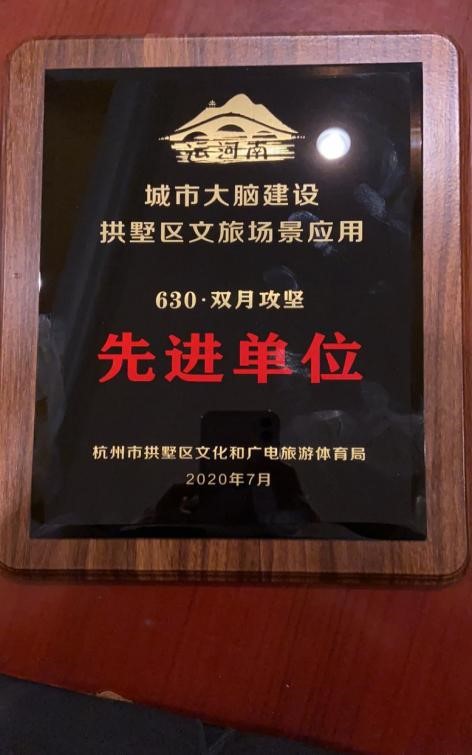 运河南
城市大脑建设
拱墅区文旅场景应用
630·双月攻坚
先进单位
杭州市拱墅区文化和广电旅游体育局
2020年7月